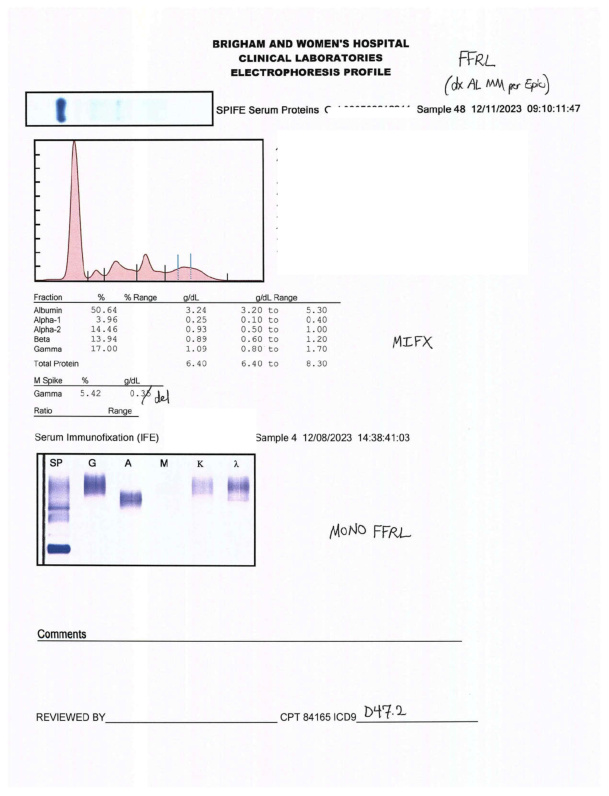 BRIGHAM AND WOMEN'S HOSPITAL
CLINICAL LABORATORIES
ELECTROPHORESIS PROFILE
FFRL
(dx AL MM per Epic)
SPIFE Serum Proteins Sample 48 12/11/2023 09:10:11:47
Fraction % % Range g/dL g/dL Range
Albumin 50.64 3.24 3.20 to 5.30
Alpha-1 3.96 0.25 0.10 to 0.40
Alpha-2 14.46 0.93 0.50 to 1.00
Beta 13.94 0.89 0.60 to 1.20
Gamma 17.00 1.09 0.80 to 1.70
MIFX
Total Protein 6.40 6.40 to 8.30
M Spike % g/dL
Gamma 5.42 0.35 del
Ratio Range
Serum Immunofixation (IFE) Sample 4 12/08/2023 14:38:41:03
SP G A M K λ
MONO FFRL
Comments
REVIEWED BY CPT 84165 ICD9 D47.2